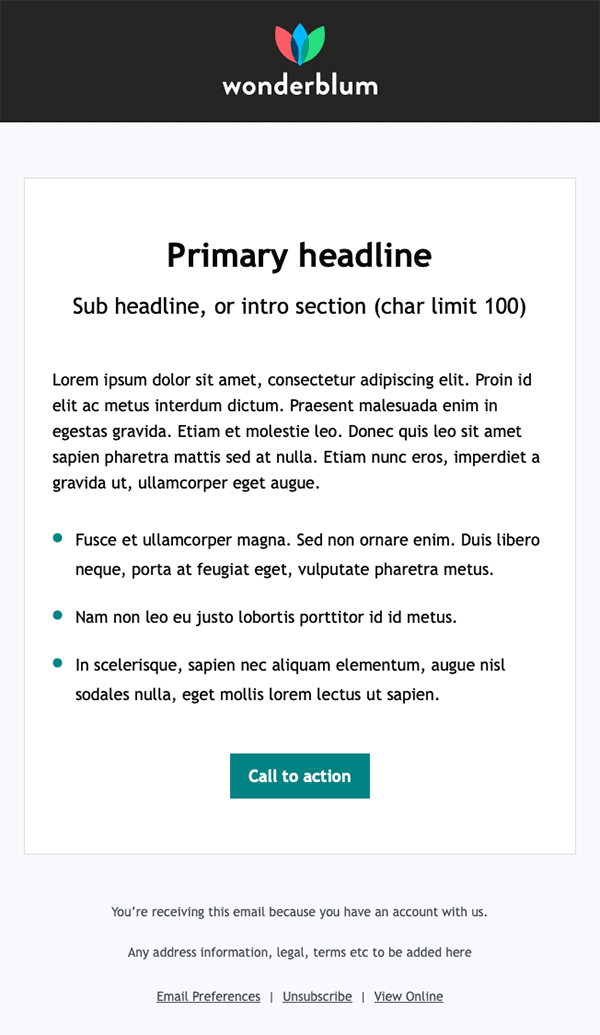 wonderblum
Primary headline
Sub headline, or intro section (char limit 100)
Lorem ipsum dolor sit amet, consectetur adipiscing elit. Proin id
elit ac metus interdum dictum. Praesent malesuada enim in
egestas gravida. Etiam et molestie leo. Donec quis leo sit amet
sapien pharetra mattis sed at nulla. Etiam nunc eros, imperdiet a
gravida ut, ullamcorper eget augue.
Fusce et ullamcorper magna. Sed non ornare enim. Duis libero
neque, porta at feugiat eget, vulputate pharetra metus.
Nam non leo eu justo lobortis porttitor id id metus.
In scelerisque, sapien nec aliquam elementum, augue nisl
sodales nulla, eget mollis lorem lectus ut sapien.
Call to action
You’re receiving this email because you have an account with us.
Any address information, legal, terms etc to be added here
Email Preferences | Unsubscribe | View Online